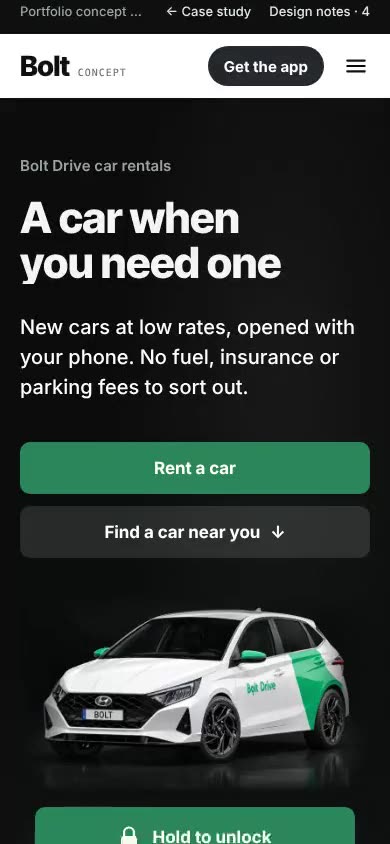 Portfolio concept ... ← Case study Design notes · 4
Bolt CONCEPT Get the app
Bolt Drive car rentals
A car when
you need one
New cars at low rates, opened with
your phone. No fuel, insurance or
parking fees to sort out.
Rent a car
Find a car near you ↓
Bolt Drive
BOLT
Hold to unlock